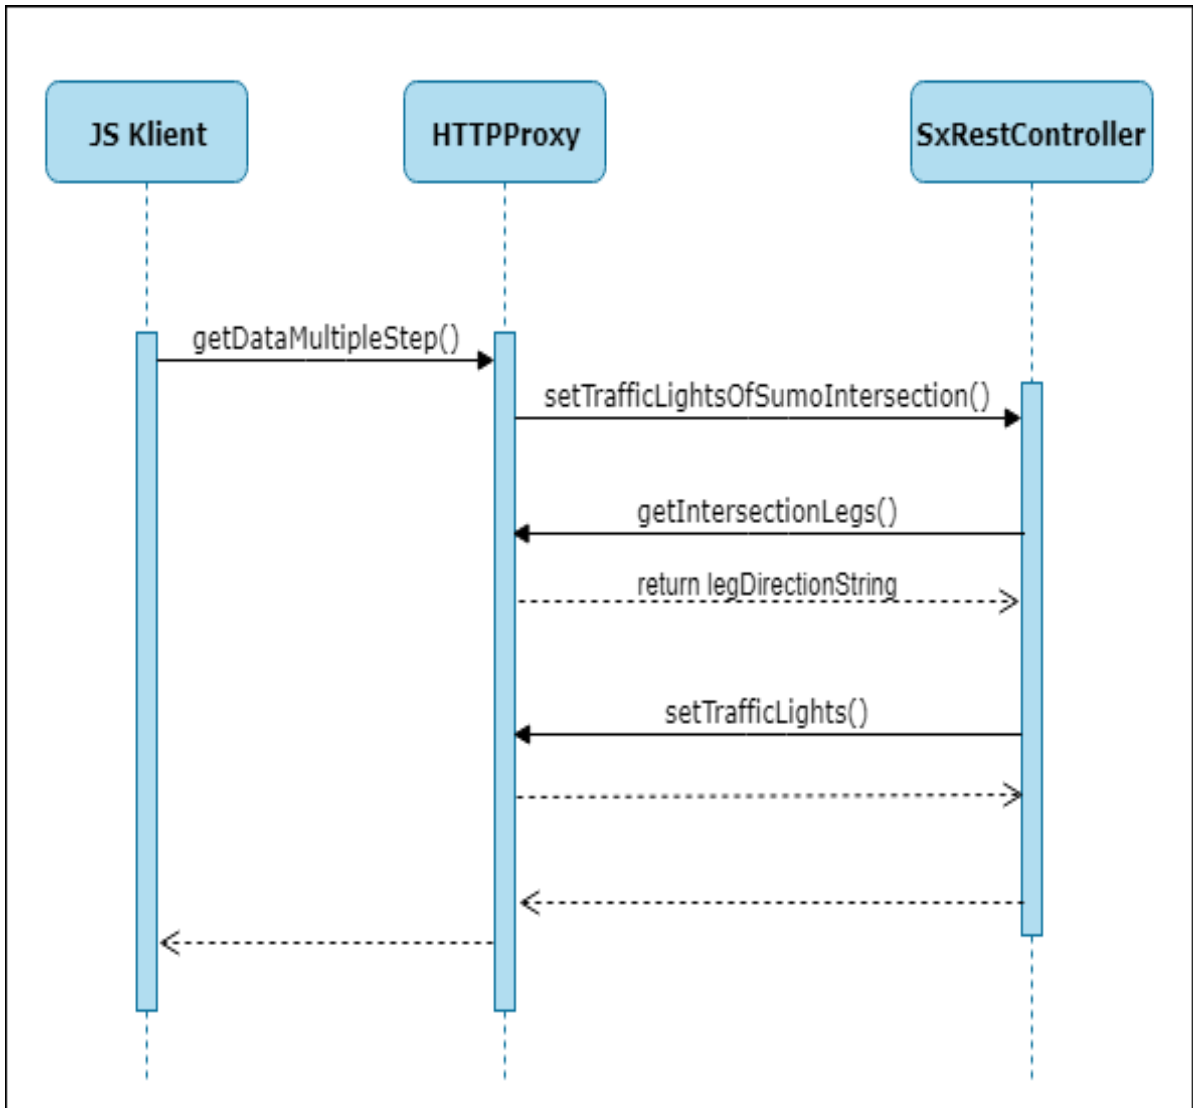 JS Klient
HTTPProxy
SxRestController
getDataMultipleStep()
setTrafficLightsOfSumoIntersection()
getIntersectionLegs()
return legDirectionString
setTrafficLights()